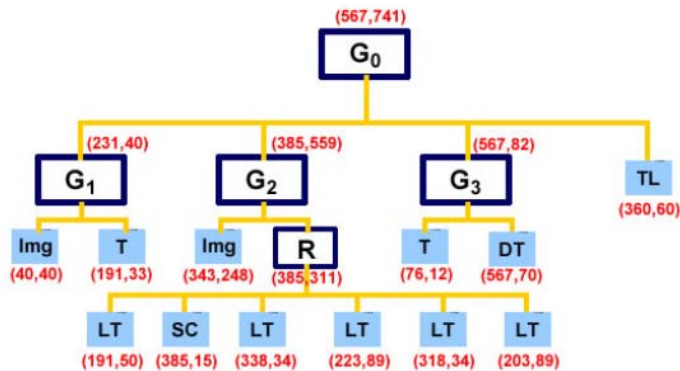 (567,741)
G0
(231,40) (385,559) (567,82)
G1 G2 G3 TL
(360,60)
Img T Img R T DT
(40,40) (191,33) (343,248) (385,311) (76,12) (567,70)
LT SC LT LT LT LT
(191,50) (385,15) (338,34) (223,89) (318,34) (203,89)